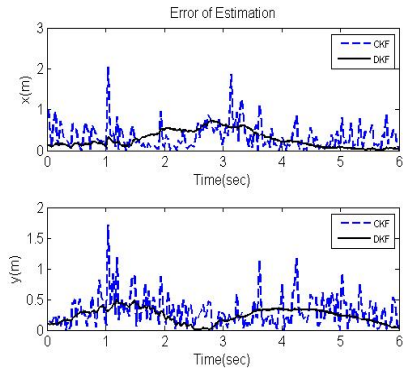 Error of Estimation
3
2
1
0
x(m)
CKF
DKF
0 1 2 3 4 5 6
Time(sec)
2
1.5
1
0.5
0
y(m)
CKF
DKF
0 1 2 3 4 5 6
Time(sec)